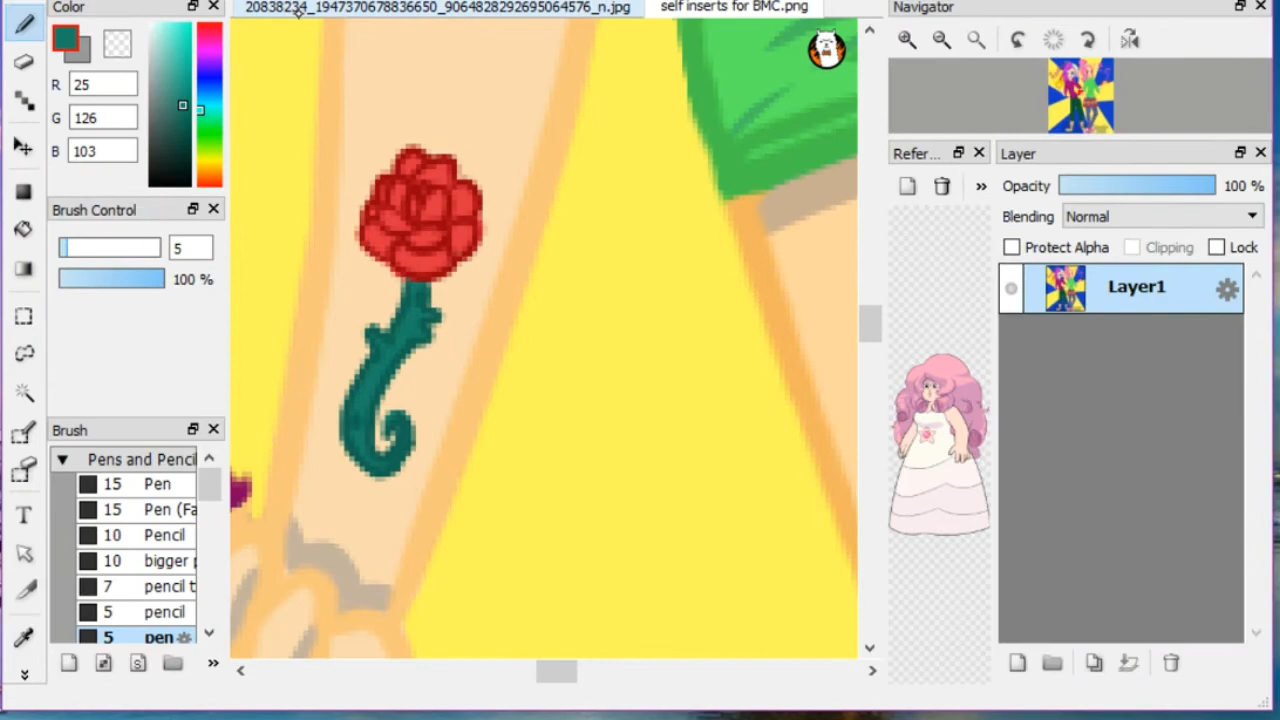 Color
20838234_1947370678836650_9064828292695064576_n.jpg
self inserts for BMC.png
Navigator
R 25
G 126
B 103
Refer...
Layer
Opacity 100 %
Brush Control
Blending Normal
5
Protect Alpha Clipping Lock
100 %
Layer1
Brush
Pens and Pencil
15 Pen
15 Pen (Fa
10 Pencil
10 bigger p
7 pencil t
5 pencil
5 pen
T